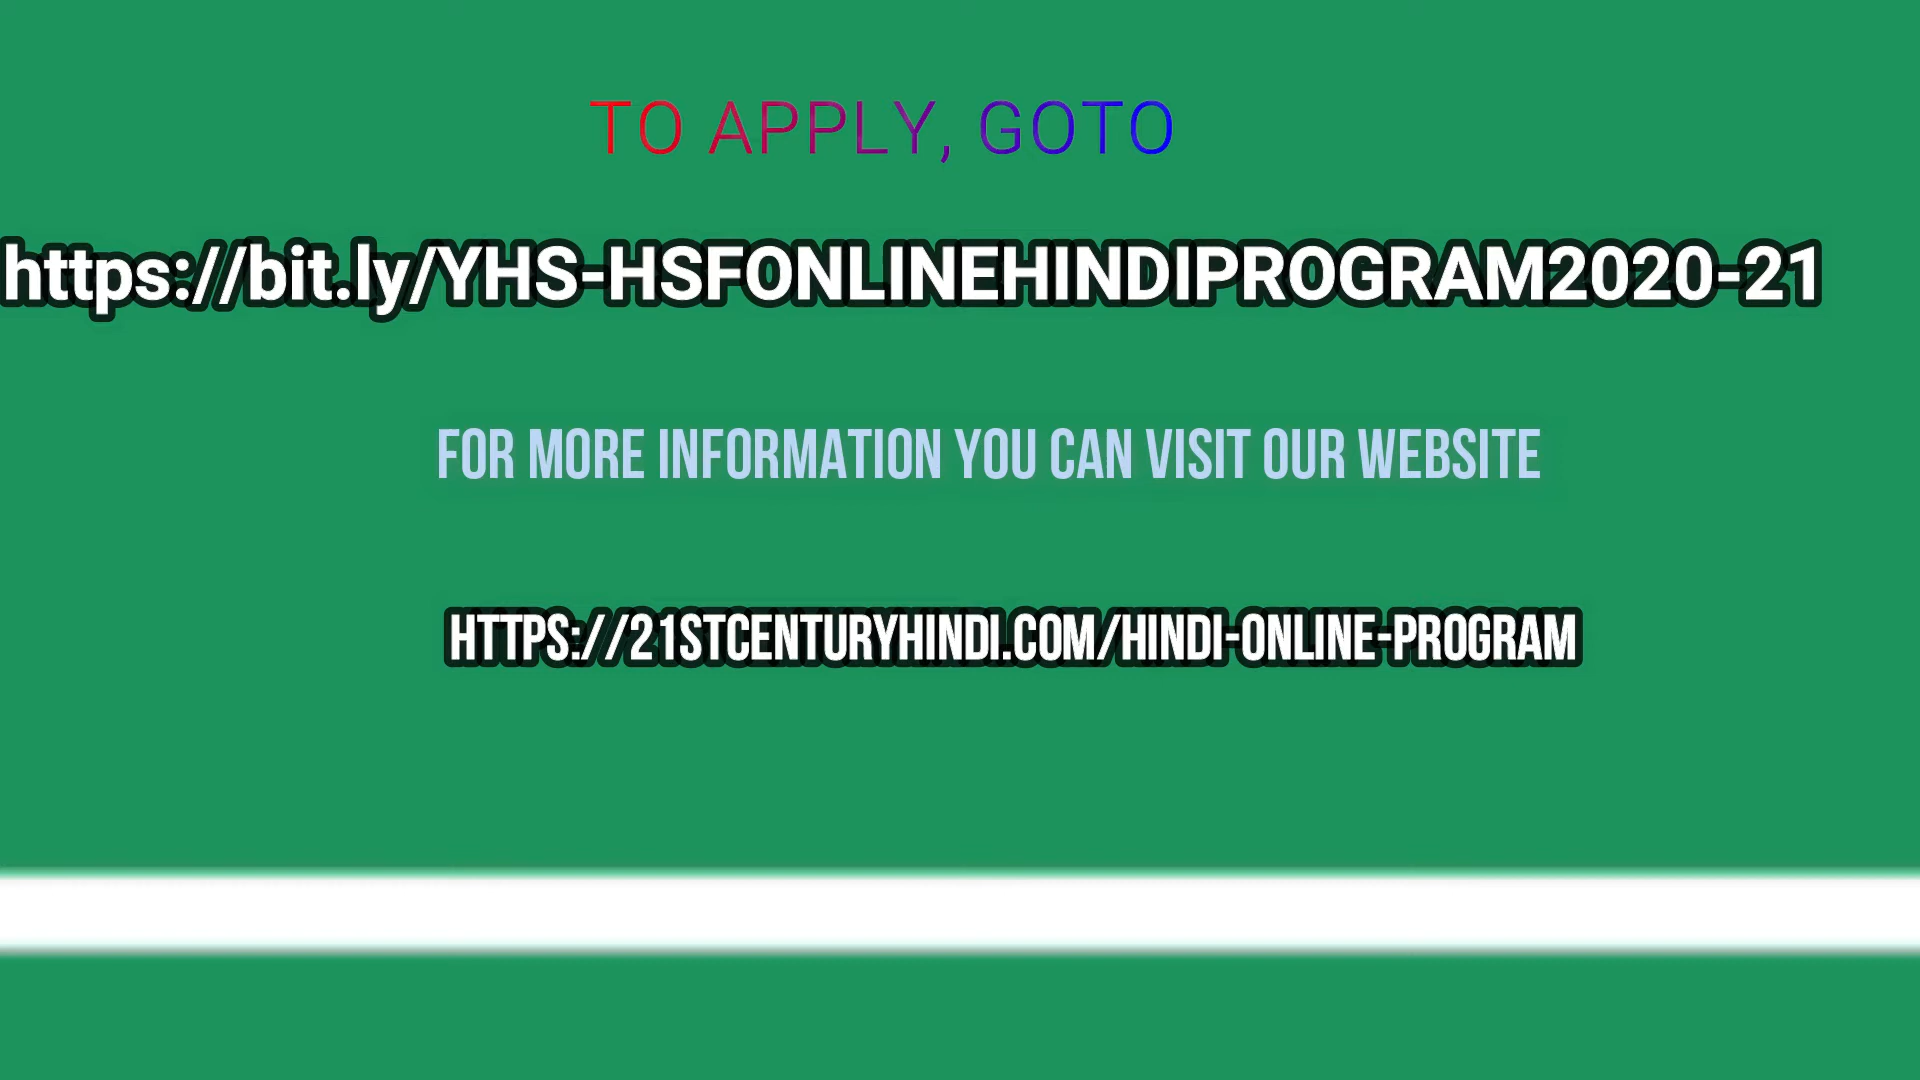 TO APPLY, GOTO
https://bit.ly/YHS-HSFONLINEHINDIPROGRAM2020-21
FOR MORE INFORMATION YOU CAN VISIT OUR WEBSITE
HTTPS://21STCENTURYHINDI.COM/HINDI-ONLINE-PROGRAM